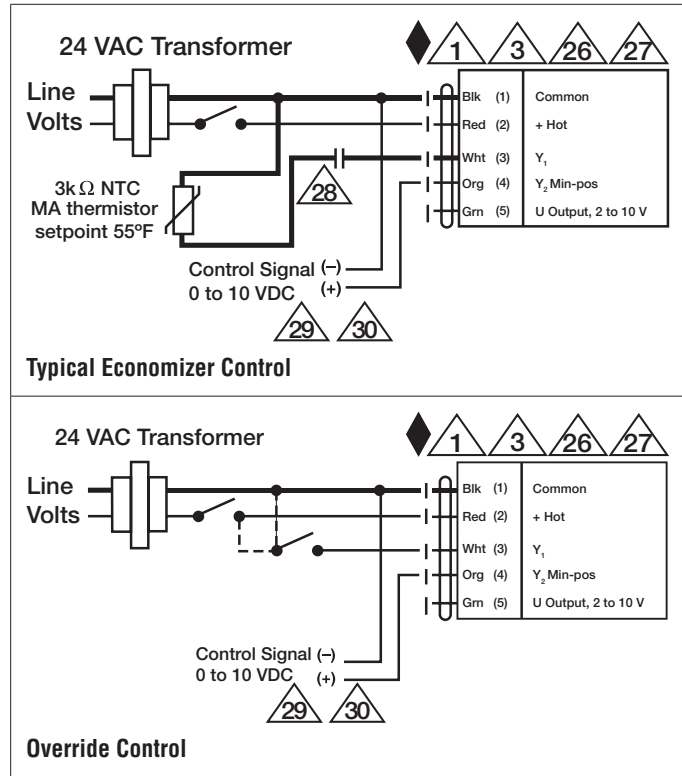 24 VAC Transformer
1 3 26 27
Line
Volts
Blk (1) Common
Red (2) + Hot
Wht (3) Y₁
Org (4) Y₂ Min-pos
Grn (5) U Output, 2 to 10 V
28
3k Ω NTC
MA thermistor
setpoint 55ºF
Control Signal (–)
0 to 10 VDC (+)
29 30
Typical Economizer Control
24 VAC Transformer
1 3 26 27
Line
Volts
Blk (1) Common
Red (2) + Hot
Wht (3) Y₁
Org (4) Y₂ Min-pos
Grn (5) U Output, 2 to 10 V
Control Signal (–)
0 to 10 VDC (+)
29 30
Override Control